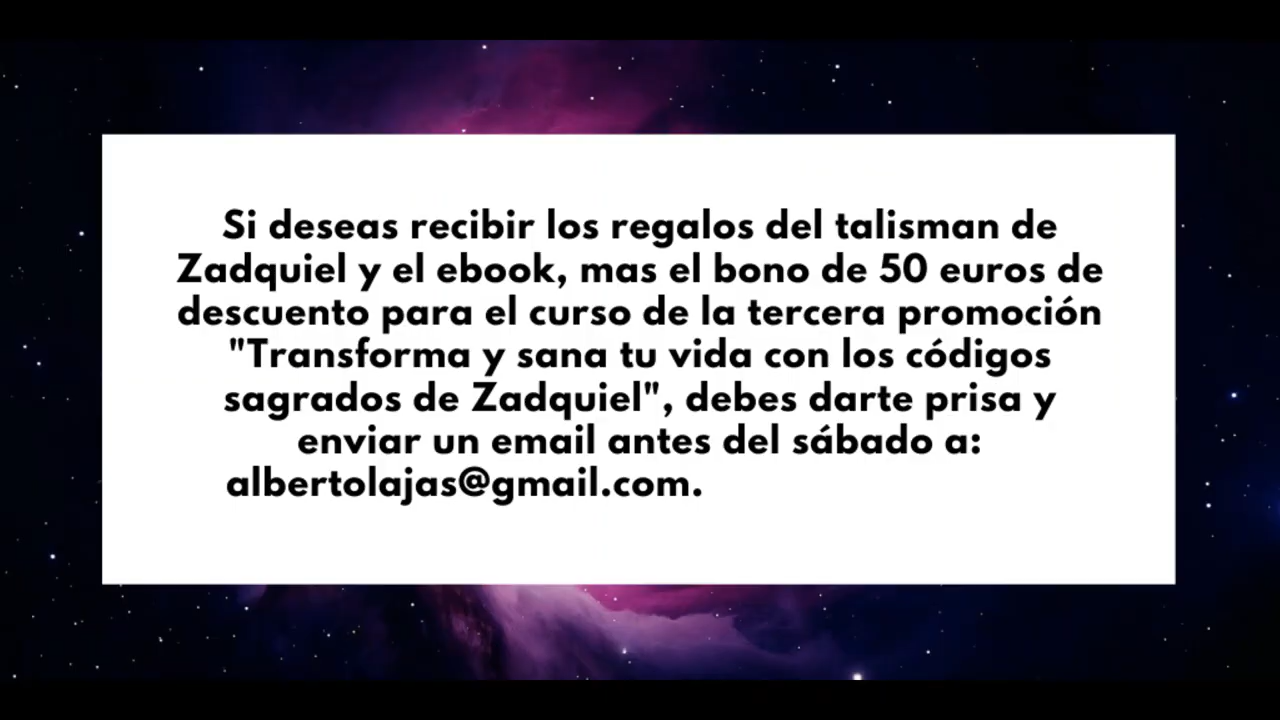 Si deseas recibir los regalos del talisman de
Zadquiel y el ebook, mas el bono de 50 euros de
descuento para el curso de la tercera promoción
"Transforma y sana tu vida con los códigos
sagrados de Zadquiel", debes darte prisa y
enviar un email antes del sábado a:
albertolajas@gmail.com.